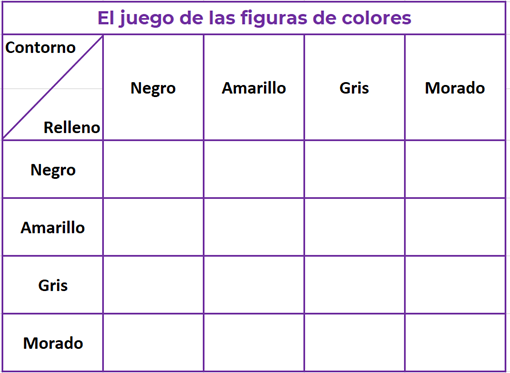 El juego de las figuras de colores
Contorno
Relleno
Negro Amarillo Gris Morado
Negro
Amarillo
Gris
Morado